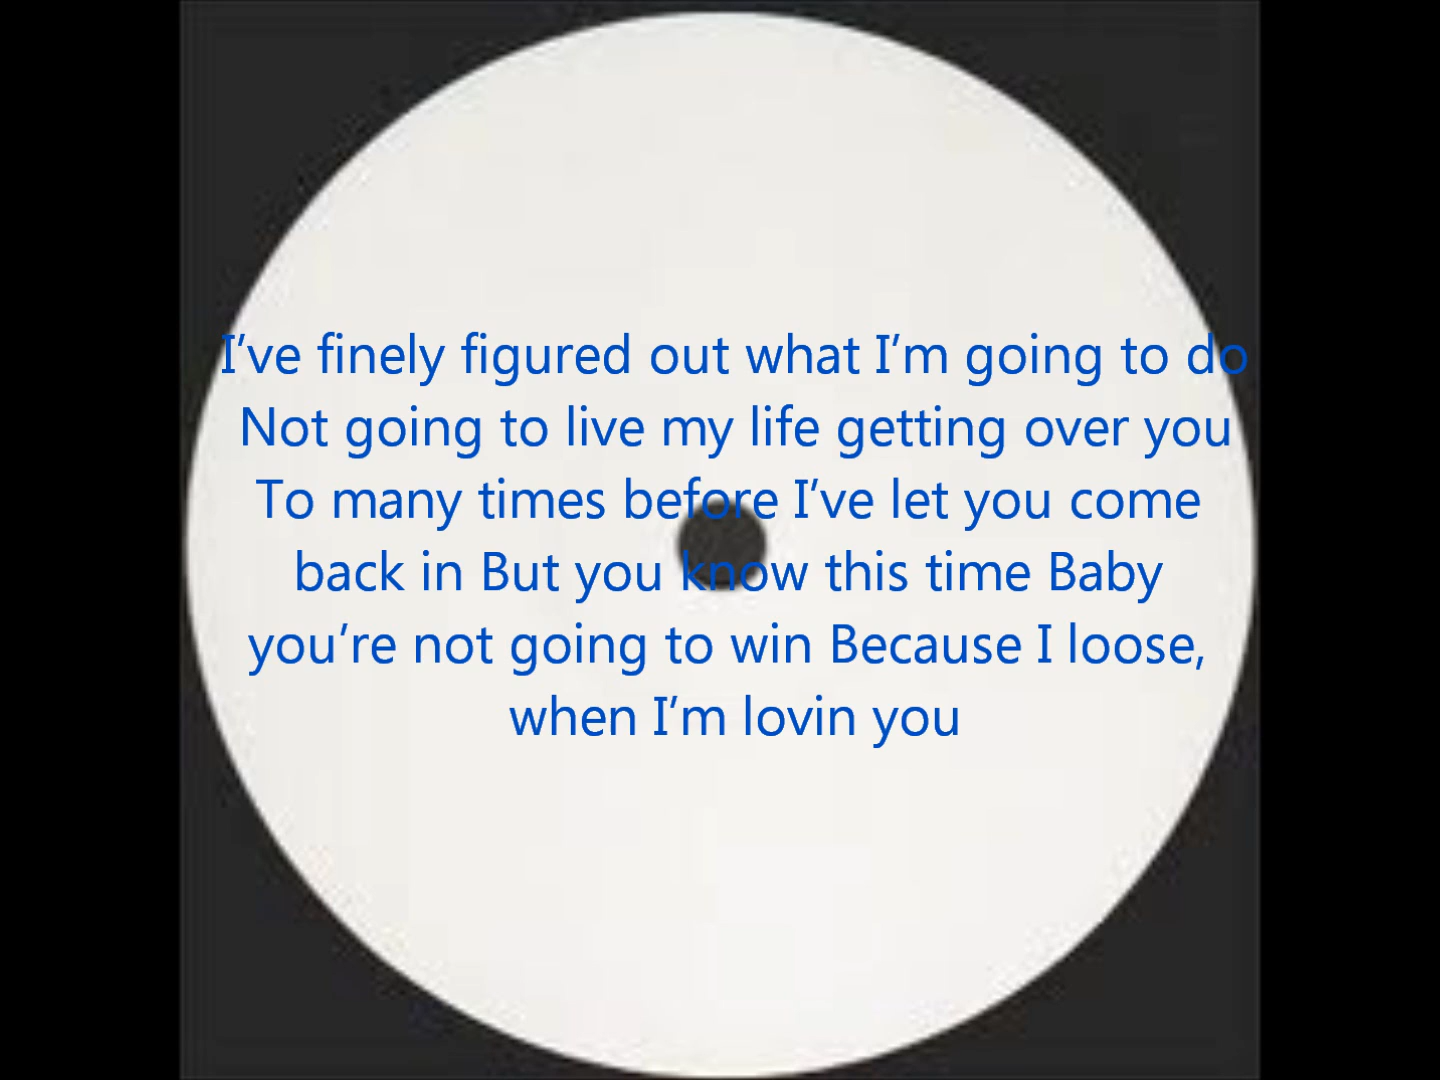 I've finely figured out what I'm going to do
Not going to live my life getting over you
To many times before I've let you come
back in But you know this time Baby
you're not going to win Because I loose,
when I'm lovin you